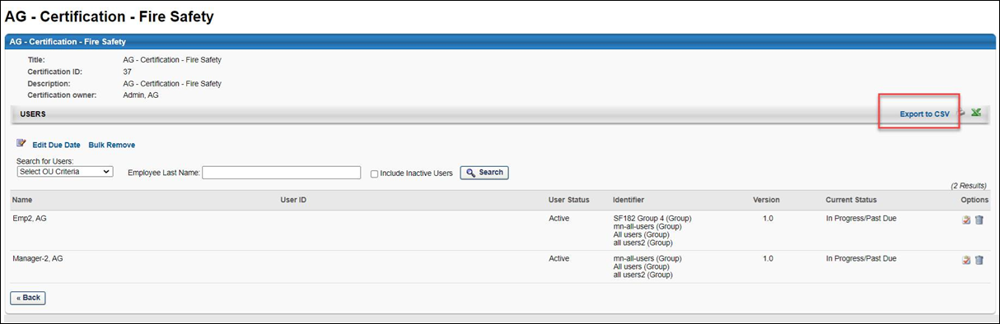 AG - Certification - Fire Safety
AG - Certification - Fire Safety
Title: AG - Certification - Fire Safety
Certification ID: 37
Description: AG - Certification - Fire Safety
Certification owner: Admin, AG
USERS Export to CSV
Edit Due Date Bulk Remove
Search for Users:
Select OU Criteria Employee Last Name: Include Inactive Users Search
(2 Results)
Name User ID User Status Identifier Version Current Status Options
Emp2, AG Active SF182 Group 4 (Group) 1.0 In Progress/Past Due
mn-all-users (Group)
All users (Group)
all users2 (Group)
Manager-2, AG Active mn-all-users (Group) 1.0 In Progress/Past Due
All users (Group)
all users2 (Group)
« Back